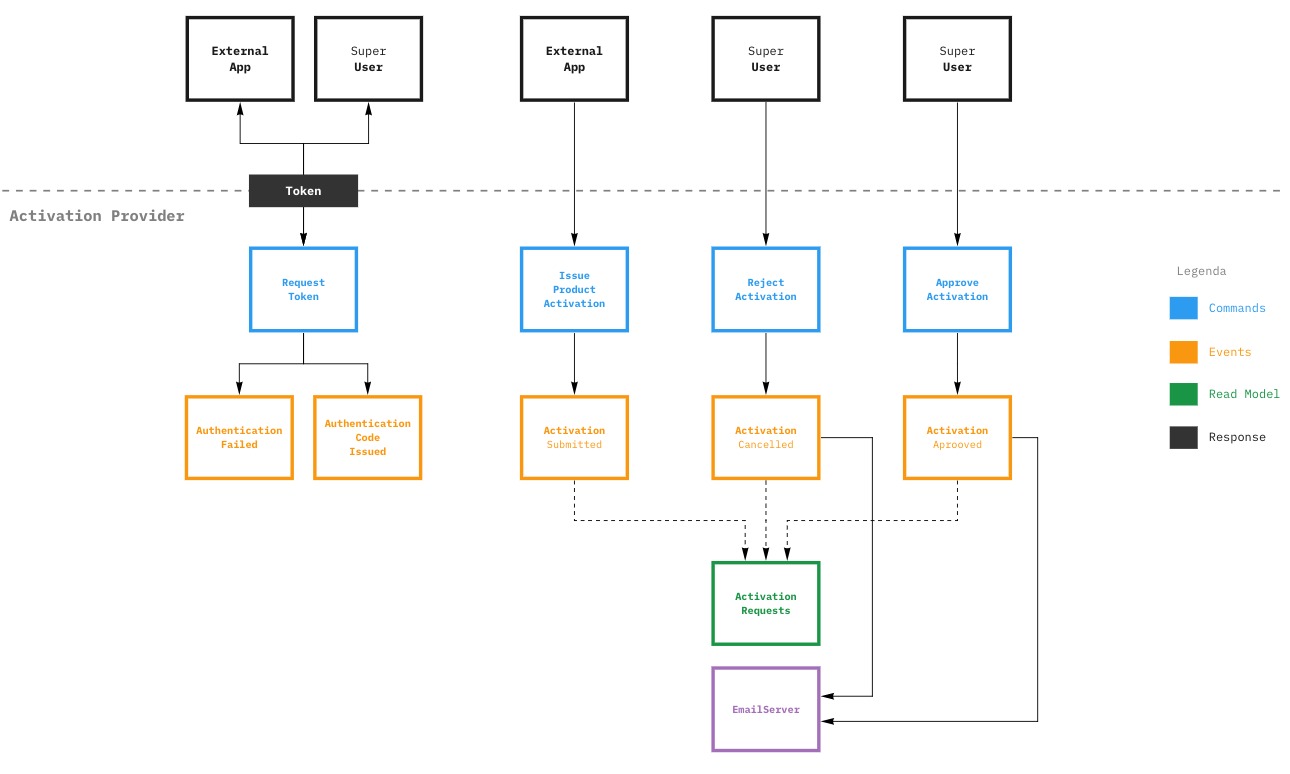 External
App
Super
User
External
App
Super
User
Super
User
Token
Activation Provider
Request
Token
Issue
Product
Activation
Reject
Activation
Approve
Activation
Legenda
Commands
Events
Read Model
Response
Authentication
Failed
Authentication
Code
Issued
Activation
Submitted
Activation
Cancelled
Activation
Aprooved
Activation
Requests
EmailServer